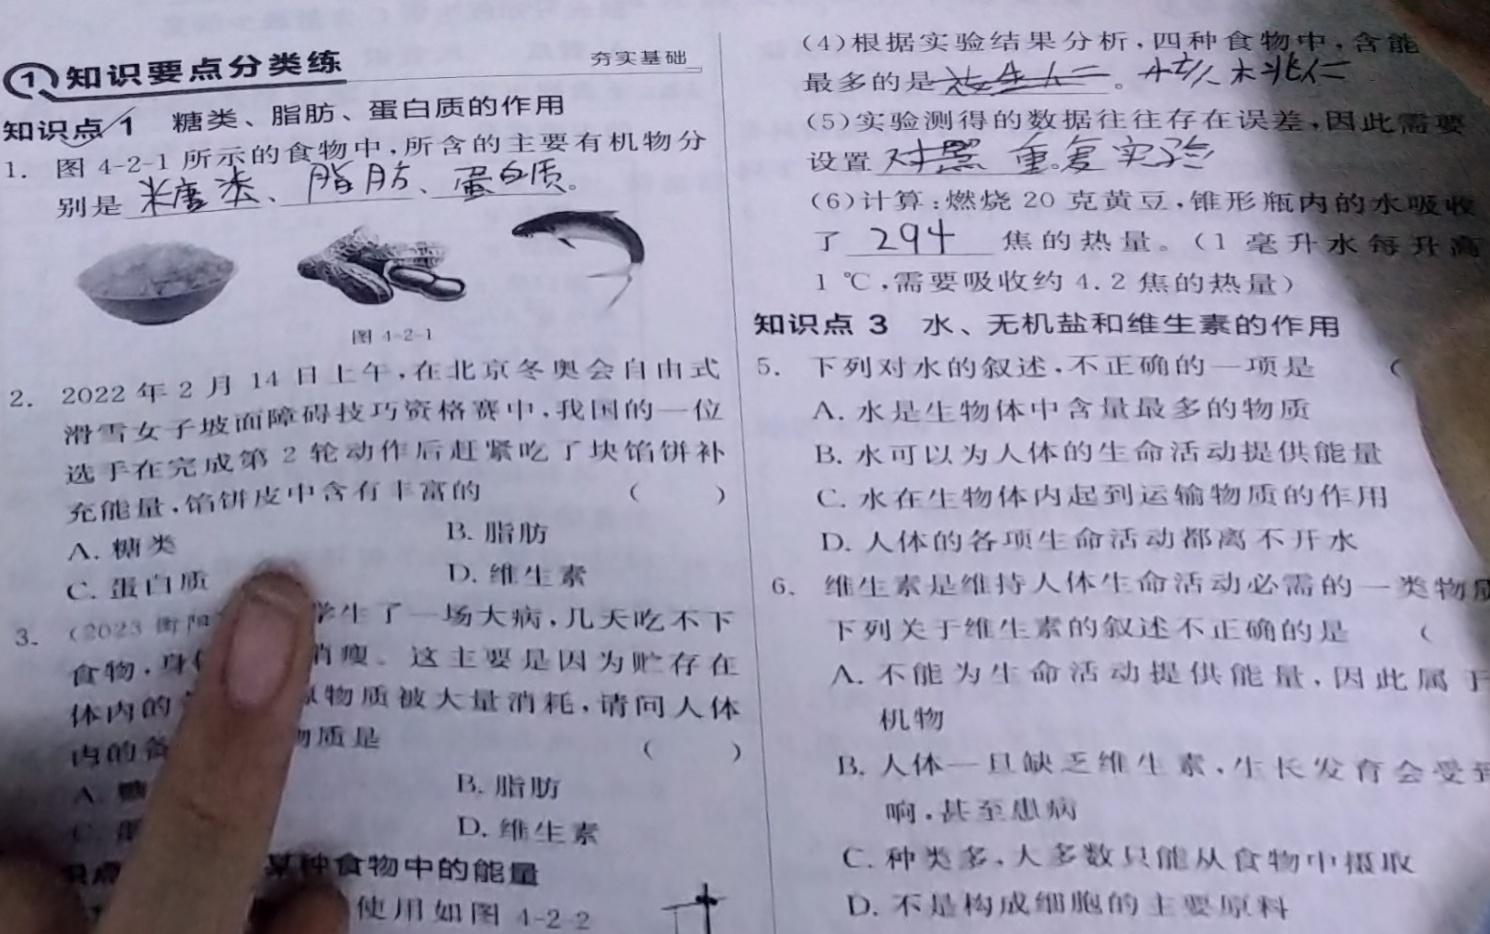 1 知识要点分类练 夯实基础
知识点 1 糖类、脂肪、蛋白质的作用
1. 图 4-2-1 所示的食物中,所含的主要有机物分
别是 糖类、脂肪、蛋白质。
图 4-2-1
2. 2022 年 2 月 14 日上午,在北京冬奥会自由式
滑雪女子坡面障碍技巧资格赛中,我国的一位
选手在完成第 2 轮动作后赶紧吃了块馅饼补
充能量,馅饼皮中含有丰富的 ( )
A. 糖类 B. 脂肪
C. 蛋白质 D. 维生素
3. (2023 衡阳 学生了一场大病,几天吃不下
食物,身 消瘦。这主要是因为贮存在
体内的 物质被大量消耗,请问人体
内的备 物质是 ( )
A. 糖 B. 脂肪
C. 蛋 D. 维生素
识点 某种食物中的能量
使用如图 4-2-2
(4)根据实验结果分析,四种食物中,含能
最多的是 。 核桃仁
(5)实验测得的数据往往存在误差,因此需要
设置 对照 重复实验
(6)计算:燃烧 20 克黄豆,锥形瓶内的水吸收
了 294 焦的热量。(1 毫升水每升高
1 ℃,需要吸收约 4.2 焦的热量)
知识点 3 水、无机盐和维生素的作用
5. 下列对水的叙述,不正确的一项是 (
A. 水是生物体中含量最多的物质
B. 水可以为人体的生命活动提供能量
C. 水在生物体内起到运输物质的作用
D. 人体的各项生命活动都离不开水
6. 维生素是维持人体生命活动必需的一类物质
下列关于维生素的叙述不正确的是 (
A. 不能为生命活动提供能量,因此属于
机物
B. 人体一旦缺乏维生素,生长发育会受到
响,甚至患病
C. 种类多,大多数只能从食物中摄取
D. 不是构成细胞的主要原料